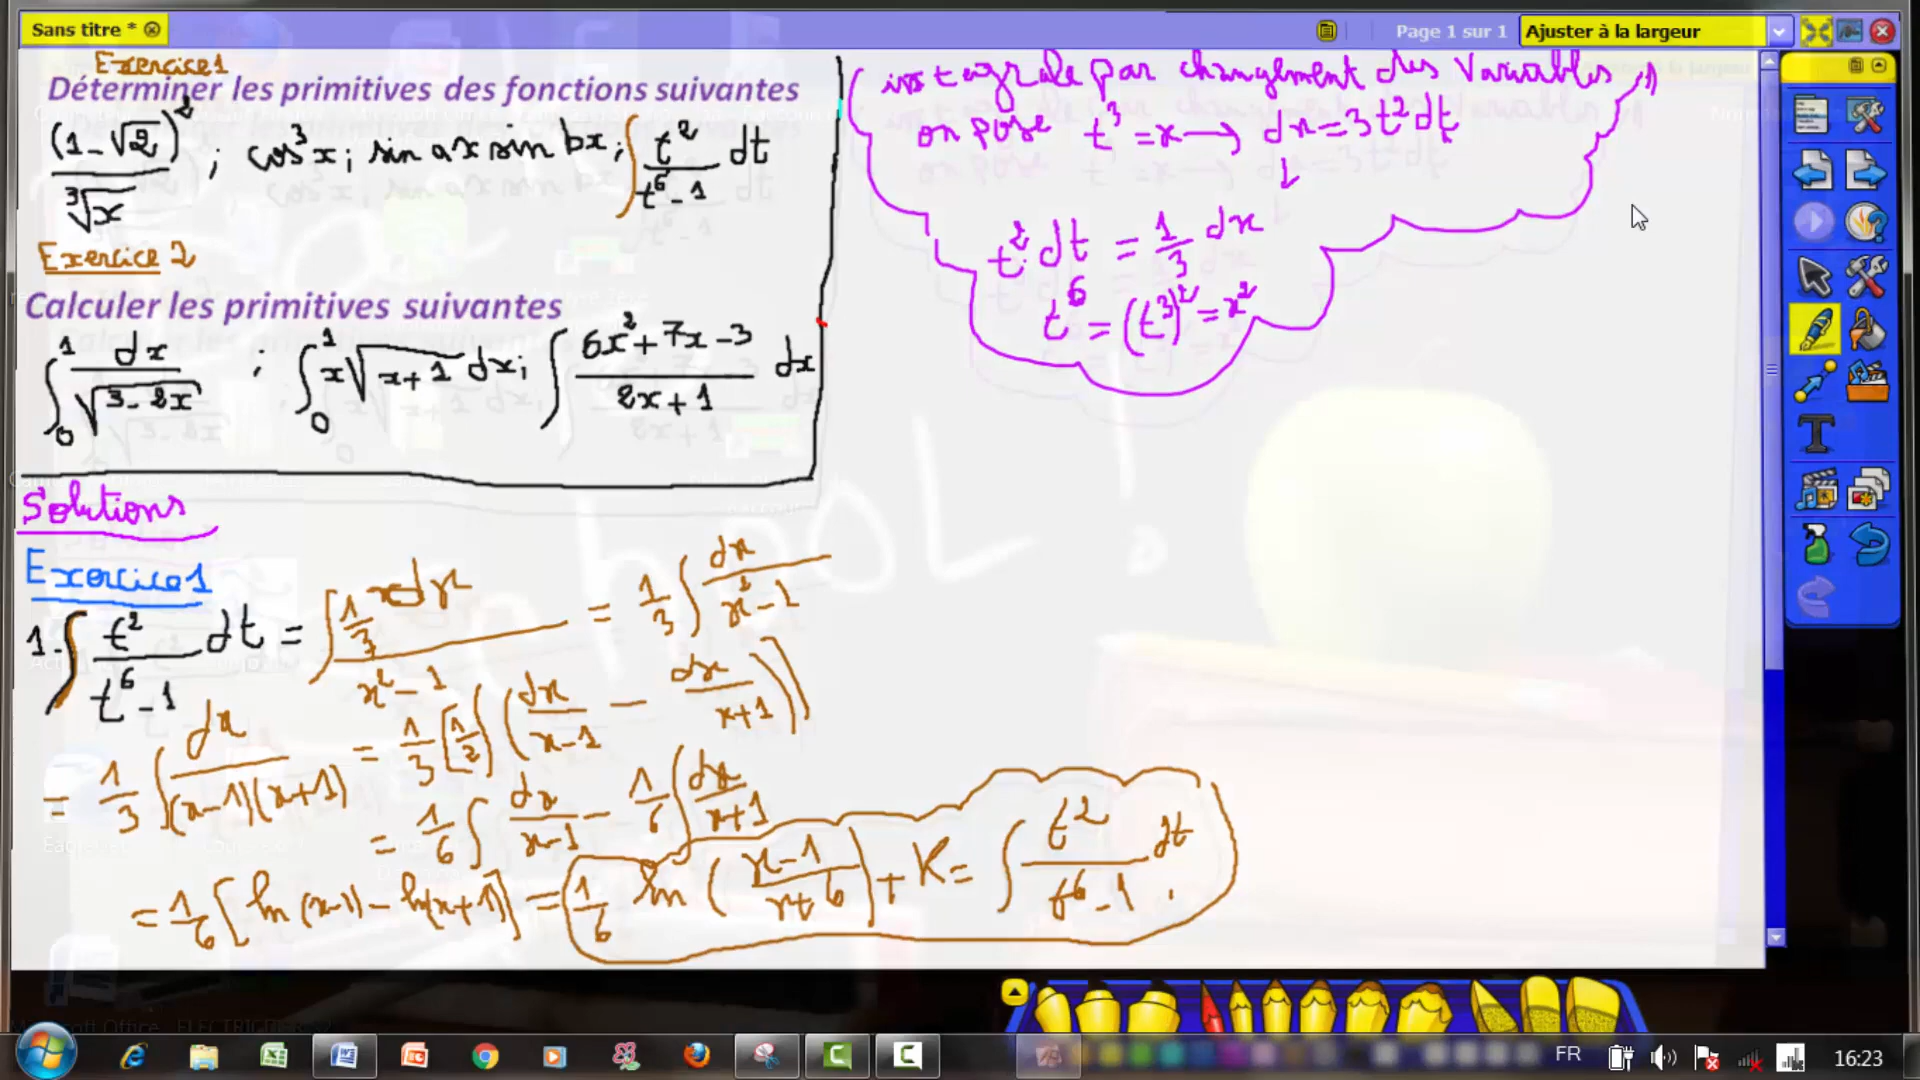 Sans titre *
Page 1 sur 1
Ajuster à la largeur
Exercice 1
Déterminer les primitives des fonctions suivantes
(1-√2)² / ∛x ; cos³x ; sin ax sin bx ; ∫ t²/(t⁶-1) dt
Exercice 2
Calculer les primitives suivantes
∫₀¹ dx/√(3-2x) ; ∫₀¹ x√(x+1) dx ; ∫ (6x²+7x-3)/(2x+1) dx
integrale par changement des variables
on pose t³ = x → dx = 3t² dt
↓
t² dt = 1/3 dx
t⁶ = (t³)² = x²
Solutions
Exercice 1
1. ∫ t²/(t⁶-1) dt = ∫ (1/3 dx)/(x²-1) = 1/3 ∫ dx/(x²-1)
= 1/3 ∫ dx/((x-1)(x+1)) = 1/3 (1/2) ∫ (dx/(x-1) - dx/(x+1))
= 1/6 ∫ dx/(x-1) - 1/6 ∫ dx/(x+1)
= 1/6 [ln(x-1) - ln(x+1)] = 1/6 ln((x-1)/(x+6)) + K = ∫ t²/(t⁶-1) dt
FR
16:23